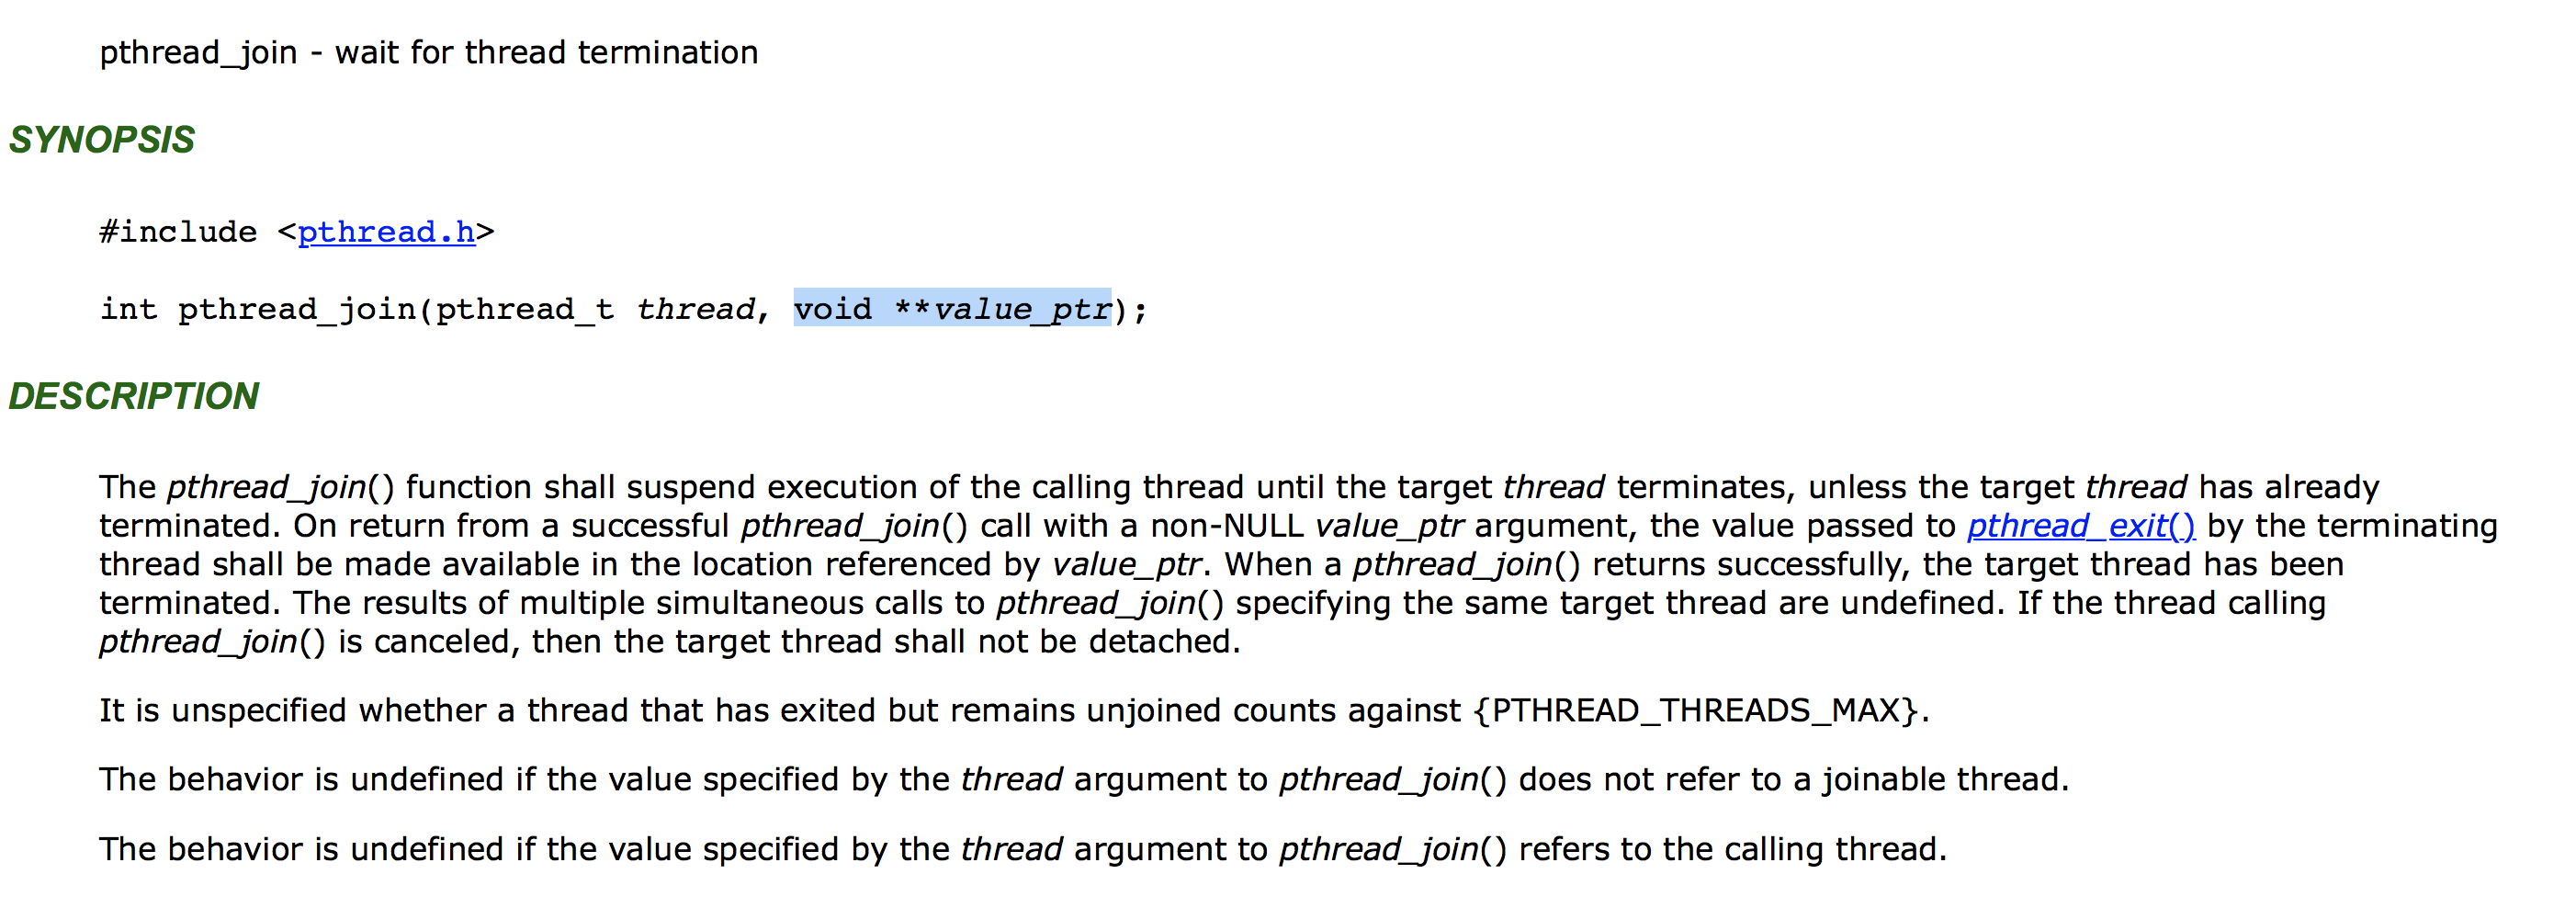 pthread_join - wait for thread termination
SYNOPSIS
#include <pthread.h>
int pthread_join(pthread_t thread, void **value_ptr);
DESCRIPTION
The pthread_join() function shall suspend execution of the calling thread until the target thread terminates, unless the target thread has already
terminated. On return from a successful pthread_join() call with a non-NULL value_ptr argument, the value passed to pthread_exit() by the terminating
thread shall be made available in the location referenced by value_ptr. When a pthread_join() returns successfully, the target thread has been
terminated. The results of multiple simultaneous calls to pthread_join() specifying the same target thread are undefined. If the thread calling
pthread_join() is canceled, then the target thread shall not be detached.
It is unspecified whether a thread that has exited but remains unjoined counts against {PTHREAD_THREADS_MAX}.
The behavior is undefined if the value specified by the thread argument to pthread_join() does not refer to a joinable thread.
The behavior is undefined if the value specified by the thread argument to pthread_join() refers to the calling thread.